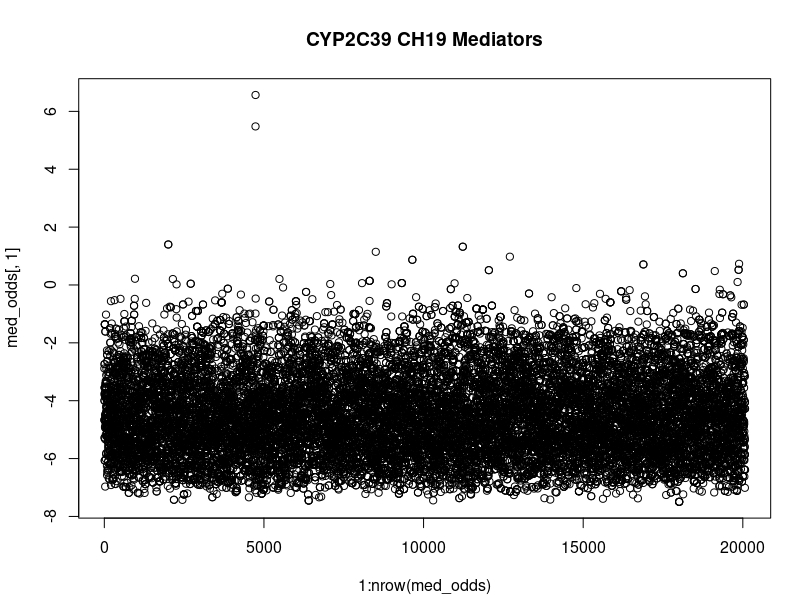 CYP2C39 CH19 Mediators
med_odds[, 1]
6
4
2
0
-2
-4
-6
-8
0 5000 10000 15000 20000
1:nrow(med_odds)